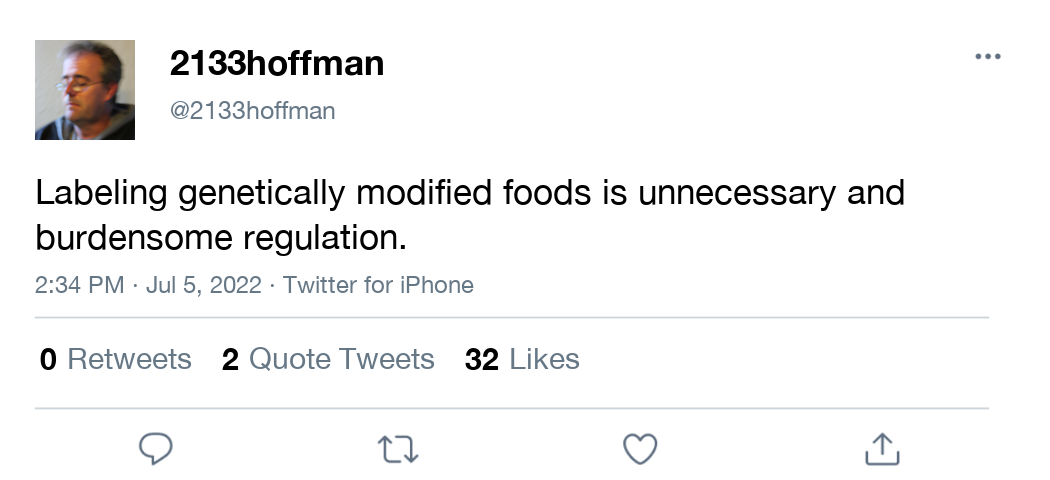 2133hoffman
@2133hoffman
Labeling genetically modified foods is unnecessary and
burdensome regulation.
2:34 PM · Jul 5, 2022 · Twitter for iPhone
0 Retweets 2 Quote Tweets 32 Likes